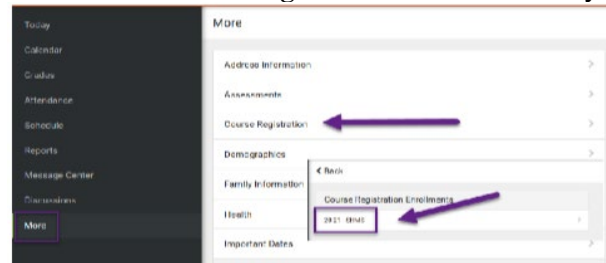 More
Today
Calendar
Grades
Attendance
Schedule
Reports
Message Center
Discussions
More
Address Information
Assessments
Course Registration
Demographics
Family Information
Health
Important Dates
Back
Course Registration Enrollments